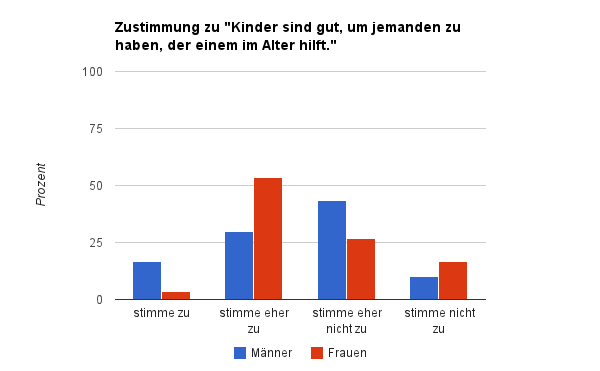 Zustimmung zu "Kinder sind gut, um jemanden zu
haben, der einem im Alter hilft."
100
75
50
25
0
Prozent
stimme zu
stimme eher
zu
stimme eher
nicht zu
stimme nicht
zu
Männer
Frauen